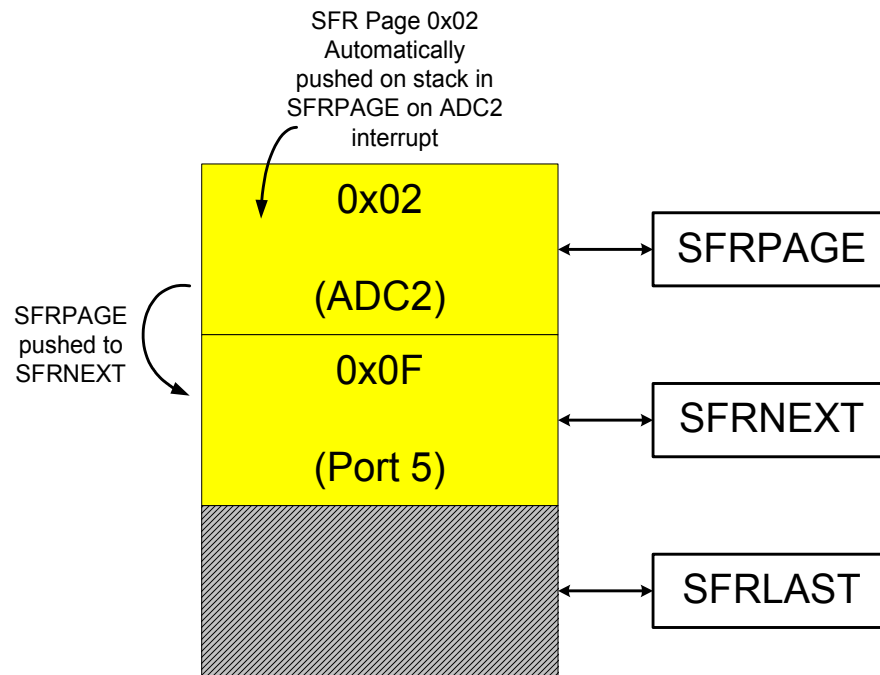 SFR Page 0x02
Automatically
pushed on stack in
SFRPAGE on ADC2
interrupt
0x02
(ADC2)
SFRPAGE
SFRPAGE
pushed to
SFRNEXT
0x0F
(Port 5)
SFRNEXT
SFRLAST